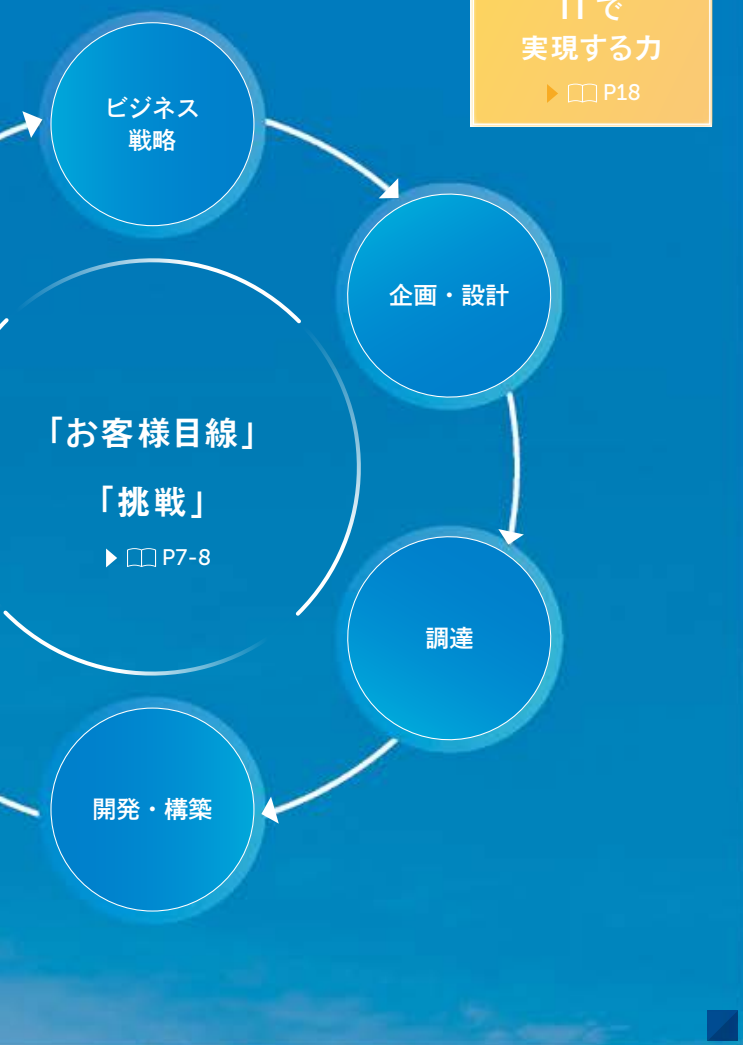 ITで
実現する力
P18
ビジネス
戦略
企画・設計
「お客様目線」
「挑戦」
P7-8
調達
開発・構築